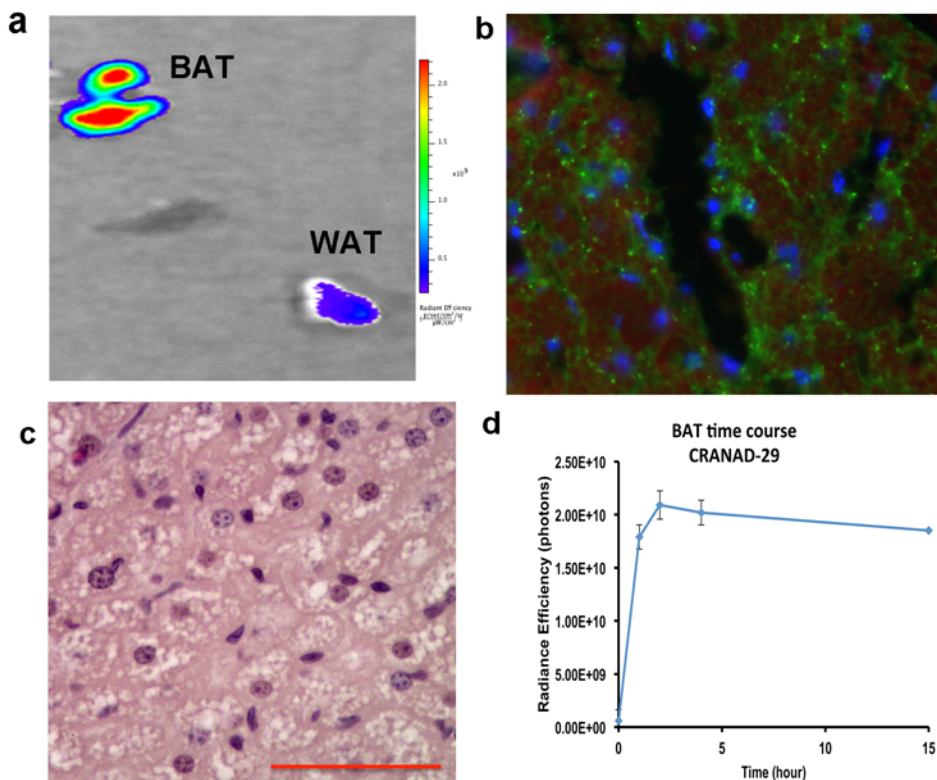 a
BAT
WAT
2.0
x10⁹
1.5
1.0
0.5
Radiant Efficiency
b
c
d
BAT time course
CRANAD-29
Radiance Efficiency (photons)
2.50E+10
2.00E+10
1.50E+10
1.00E+10
5.00E+09
0.00E+00
0
5
10
15
Time (hour)